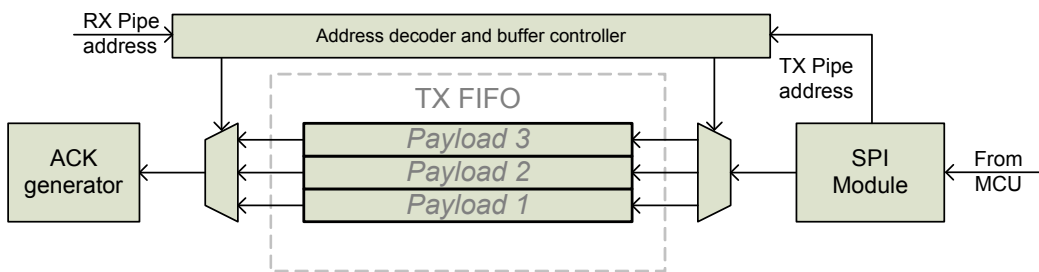 RX Pipe
address
Address decoder and buffer controller
TX Pipe
address
TX FIFO
Payload 3
Payload 2
Payload 1
ACK
generator
SPI
Module
From
MCU